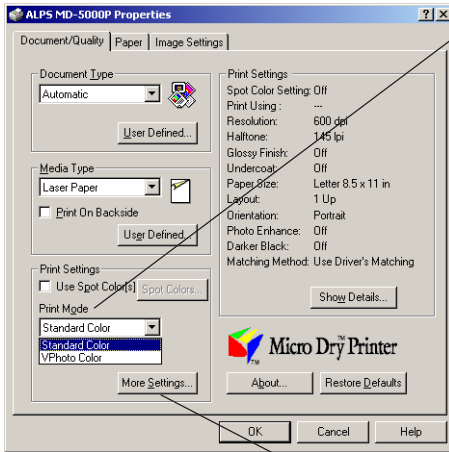 ALPS MD-5000P Properties
Document/Quality Paper Image Settings
Document Type
Automatic
User Defined...
Media Type
Laser Paper
Print On Backside
User Defined...
Print Settings
Use Spot Color[s] Spot Colors...
Print Mode
Standard Color
Standard Color
VPhoto Color
More Settings...
Print Settings
Spot Color Setting: Off
Print Using : ---
Resolution: 600 dpi
Halftone: 145 lpi
Glossy Finish: Off
Undercoat: Off
Paper Size: Letter 8.5 x 11 in
Layout: 1 Up
Orientation: Portrait
Photo Enhance: Off
Darker Black: Off
Matching Method: Use Driver's Matching
Show Details...
Micro Dry Printer
TM
TM
About... Restore Defaults
OK Cancel Help